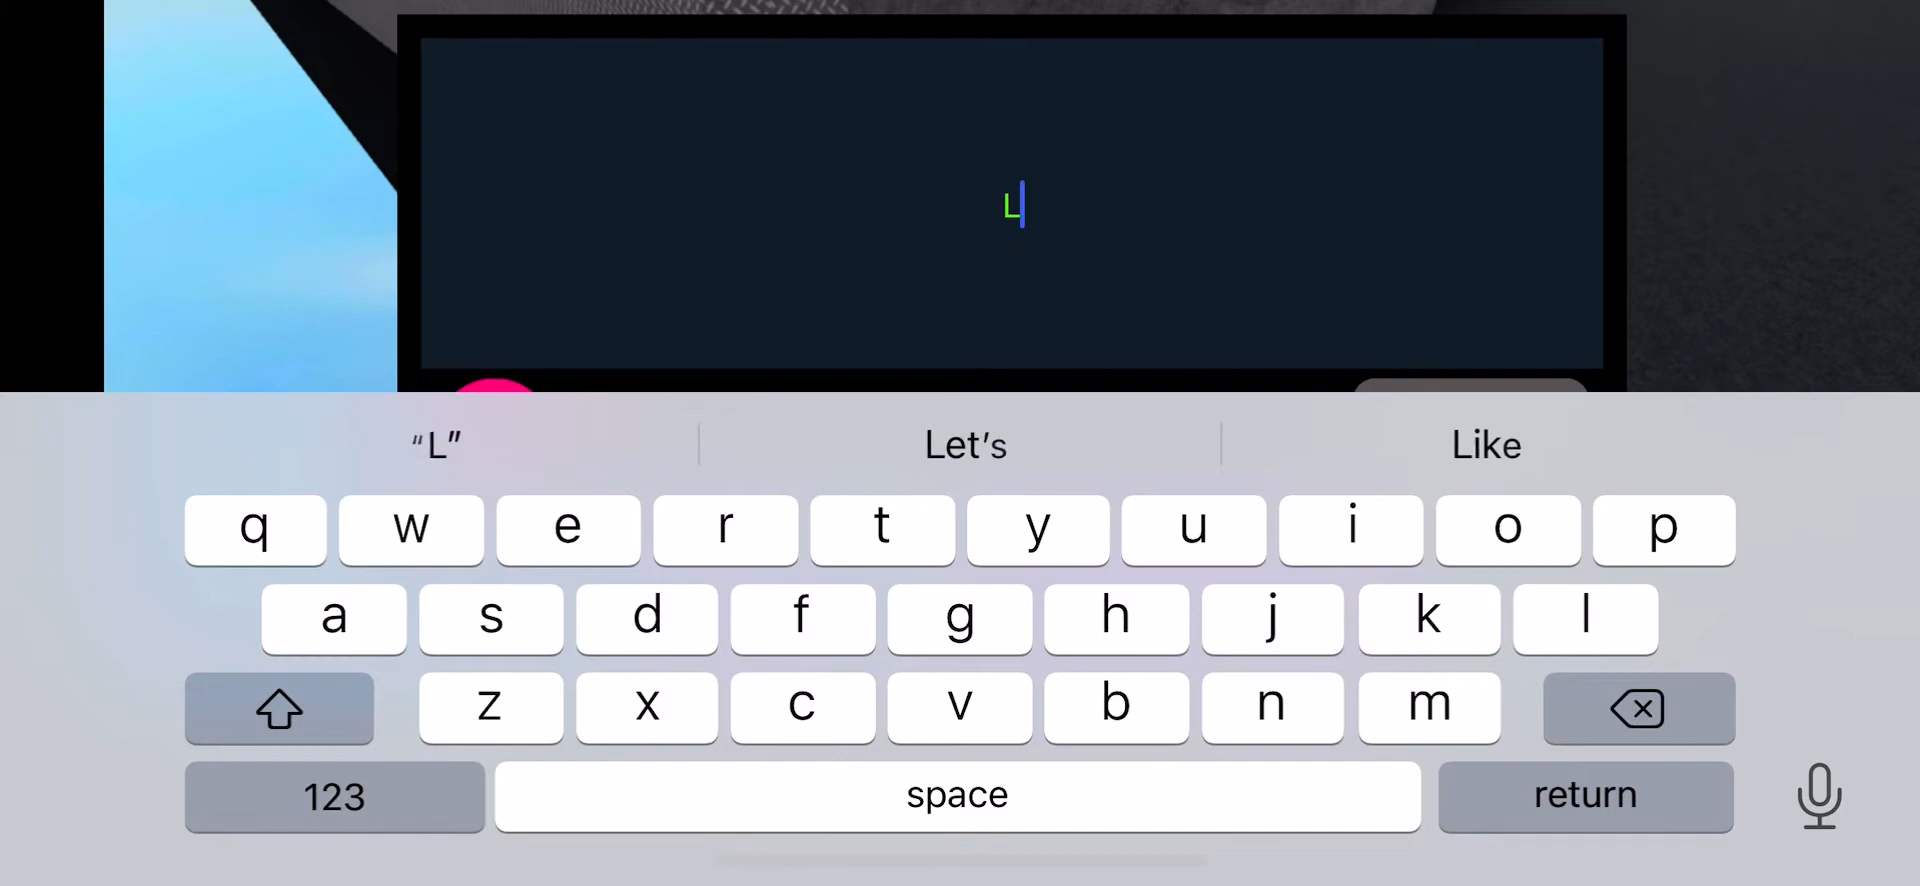 L
“L” Let’s Like
q w e r t y u i o p
a s d f g h j k l
z x c v b n m
123 space return